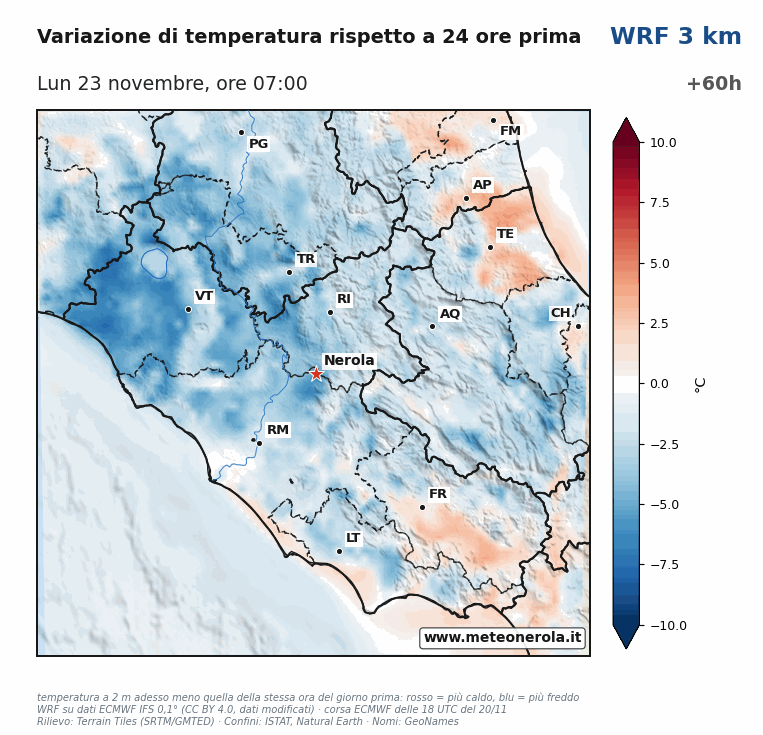 Variazione di temperatura rispetto a 24 ore prima
WRF 3 km
Lun 23 novembre, ore 07:00
+60h
PG
FM
AP
TE
TR
VT
RI
AQ
CH.
Nerola
RM
FR
LT
www.meteonerola.it
10.0
7.5
5.0
2.5
0.0
−2.5
−5.0
−7.5
−10.0
°C
temperatura a 2 m adesso meno quella della stessa ora del giorno prima: rosso = più caldo, blu = più freddo
WRF su dati ECMWF IFS 0,1° (CC BY 4.0, dati modificati) · corsa ECMWF delle 18 UTC del 20/11
Rilievo: Terrain Tiles (SRTM/GMTED) · Confini: ISTAT, Natural Earth · Nomi: GeoNames